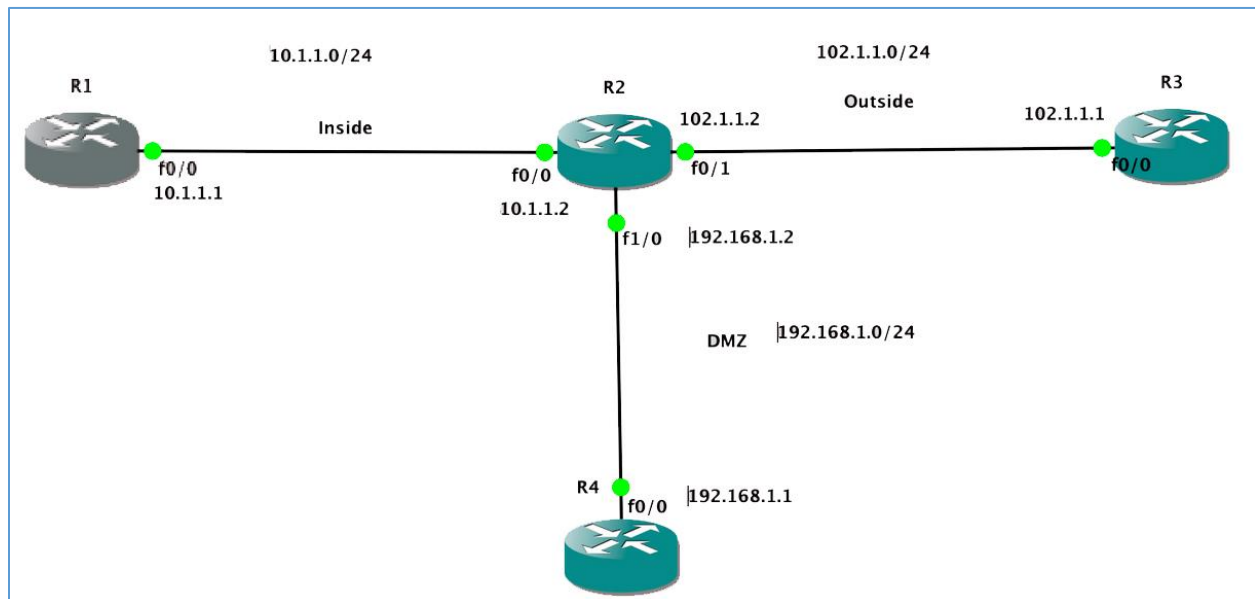 10.1.1.0/24
102.1.1.0/24
R1
R2
R3
Inside
Outside
102.1.1.2
102.1.1.1
f0/0
10.1.1.1
f0/0
10.1.1.2
f0/1
f0/0
f1/0
192.168.1.2
DMZ
192.168.1.0/24
R4
f0/0
192.168.1.1